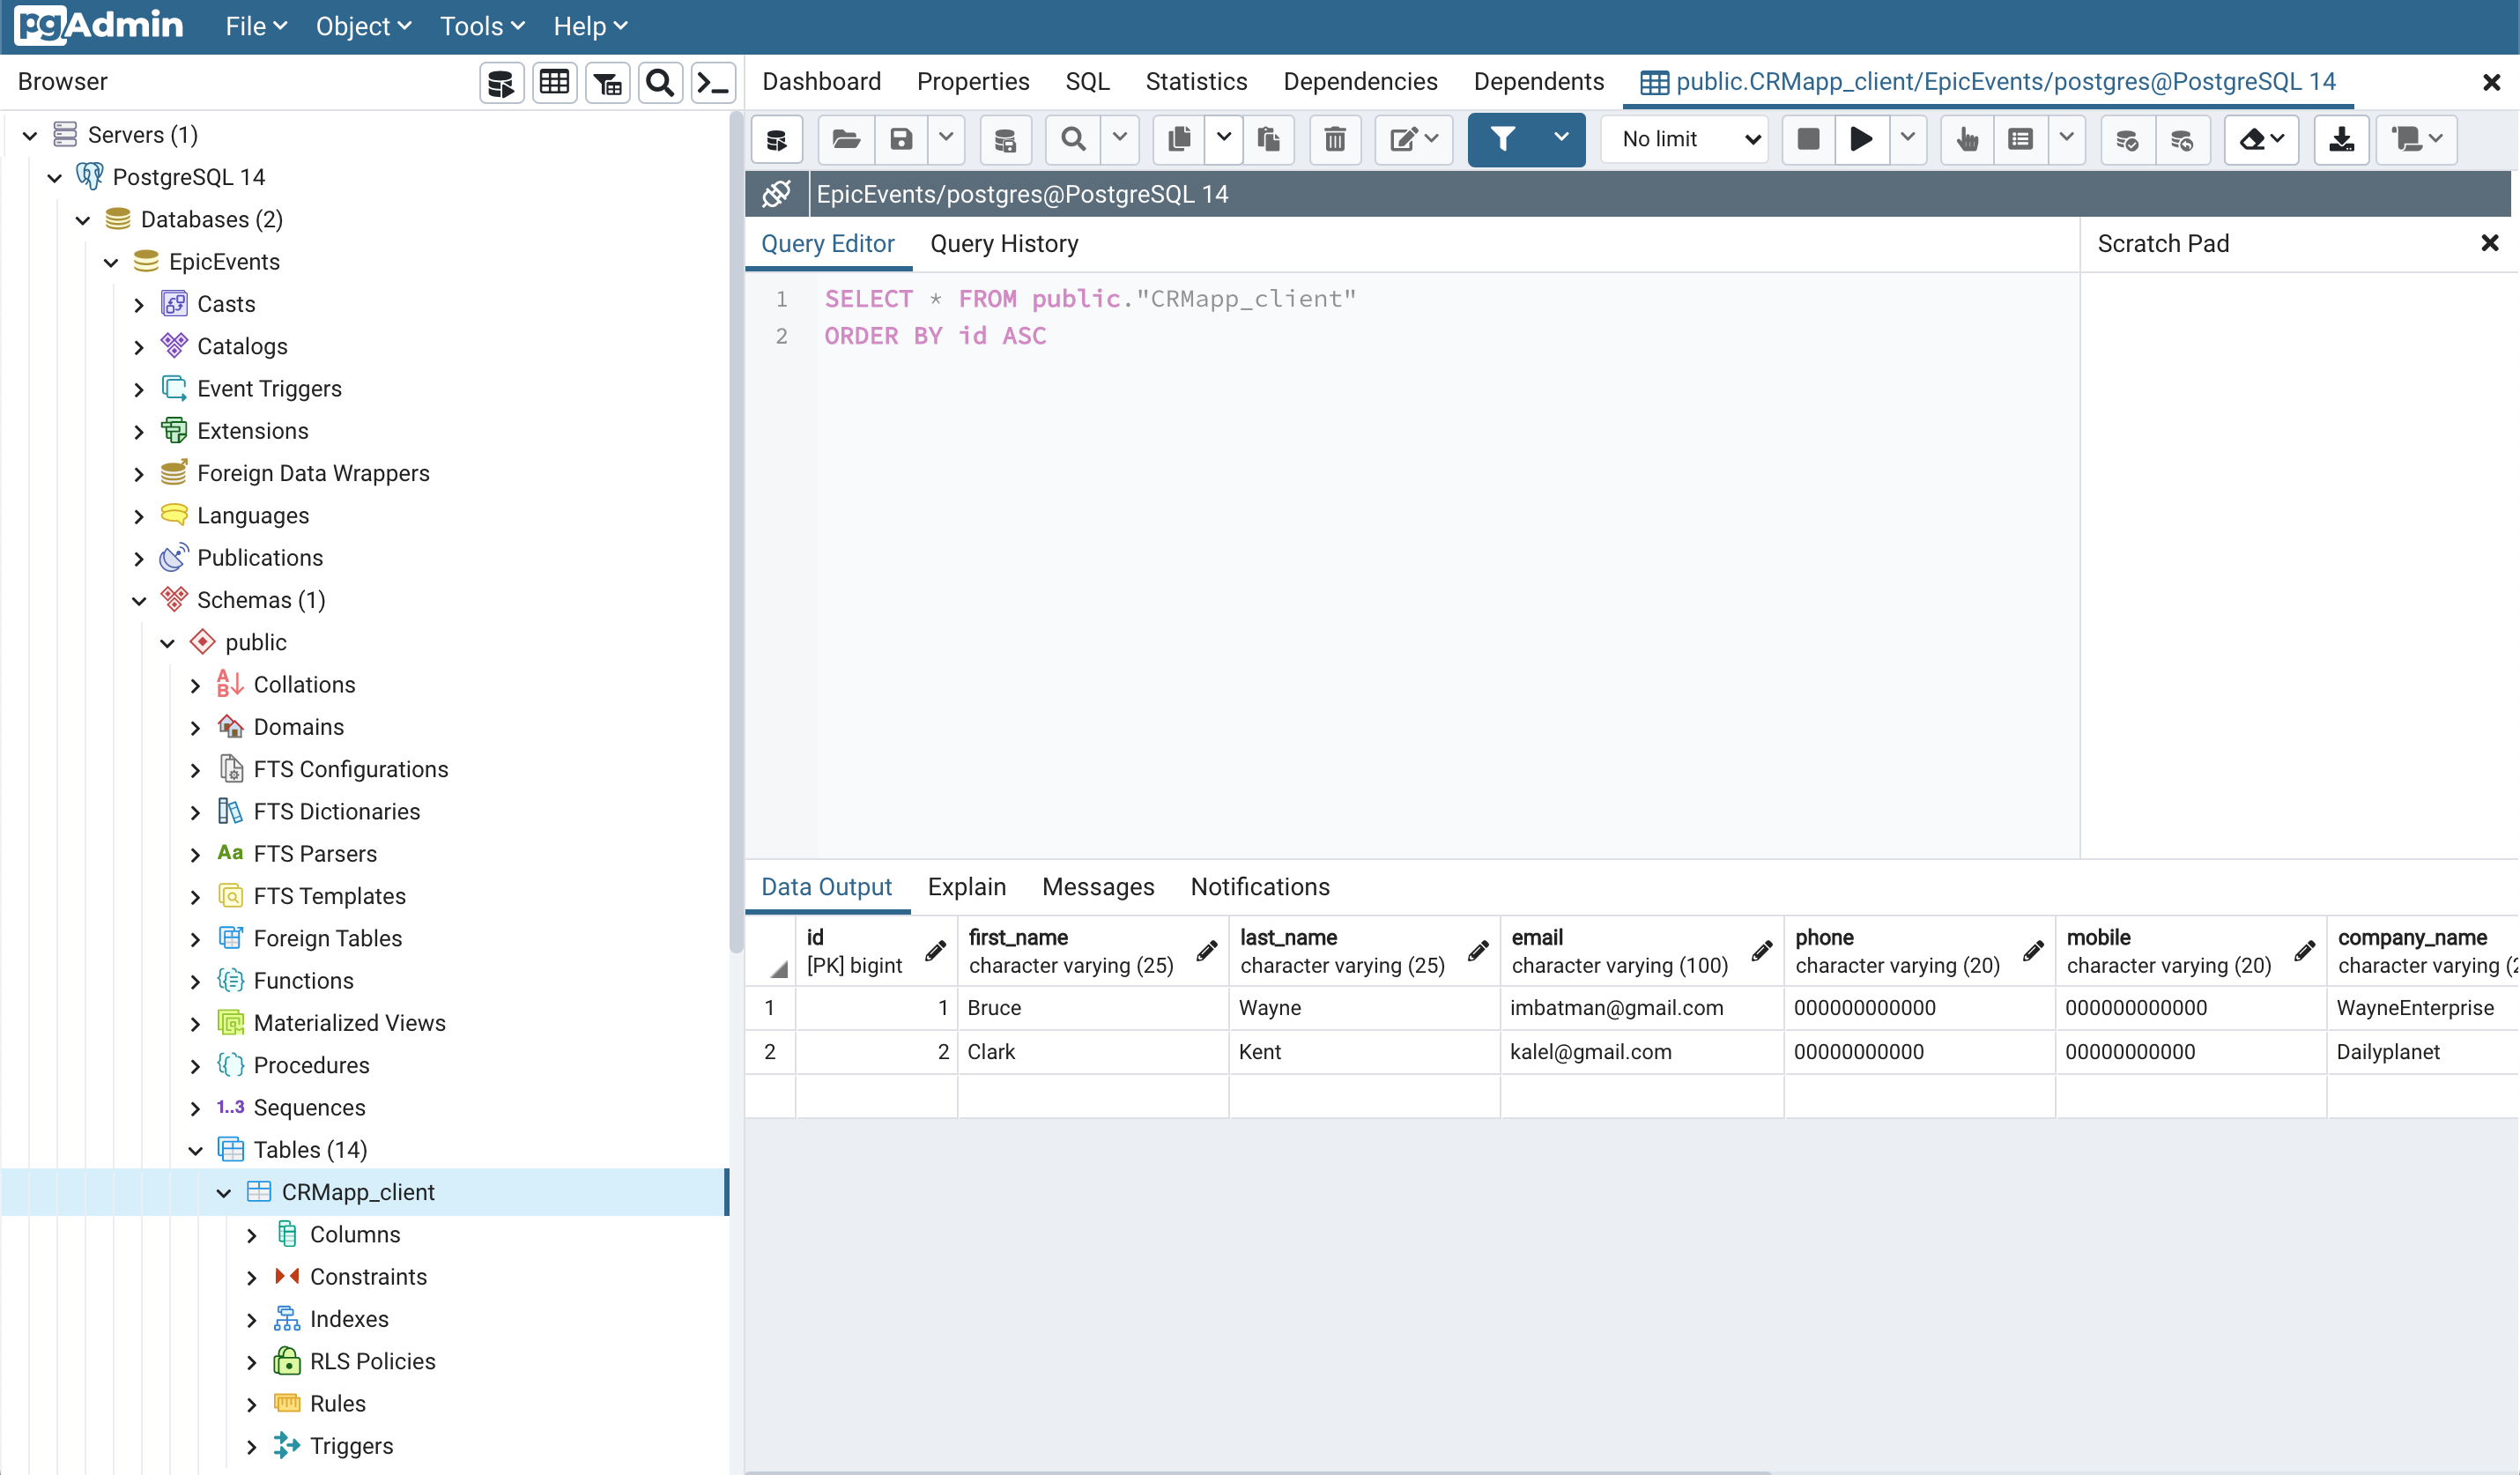 pgAdmin File Object Tools Help
Browser
Dashboard Properties SQL Statistics Dependencies Dependents public.CRMapp_client/EpicEvents/postgres@PostgreSQL 14
Servers (1)
PostgreSQL 14
Databases (2)
EpicEvents
Casts
Catalogs
Event Triggers
Extensions
Foreign Data Wrappers
Languages
Publications
Schemas (1)
public
Collations
Domains
FTS Configurations
FTS Dictionaries
Aa FTS Parsers
FTS Templates
Foreign Tables
Functions
Materialized Views
Procedures
1..3 Sequences
Tables (14)
CRMapp_client
Columns
Constraints
Indexes
RLS Policies
Rules
Triggers
No limit
EpicEvents/postgres@PostgreSQL 14
Query Editor Query History
Scratch Pad
1 SELECT * FROM public."CRMapp_client"
2 ORDER BY id ASC
Data Output Explain Messages Notifications
id first_name last_name email phone mobile company_name
[PK] bigint character varying (25) character varying (25) character varying (100) character varying (20) character varying (20) character varying (2
1 1 Bruce Wayne imbatman@gmail.com 000000000000 000000000000 WayneEnterprise
2 2 Clark Kent kalel@gmail.com 00000000000 00000000000 Dailyplanet